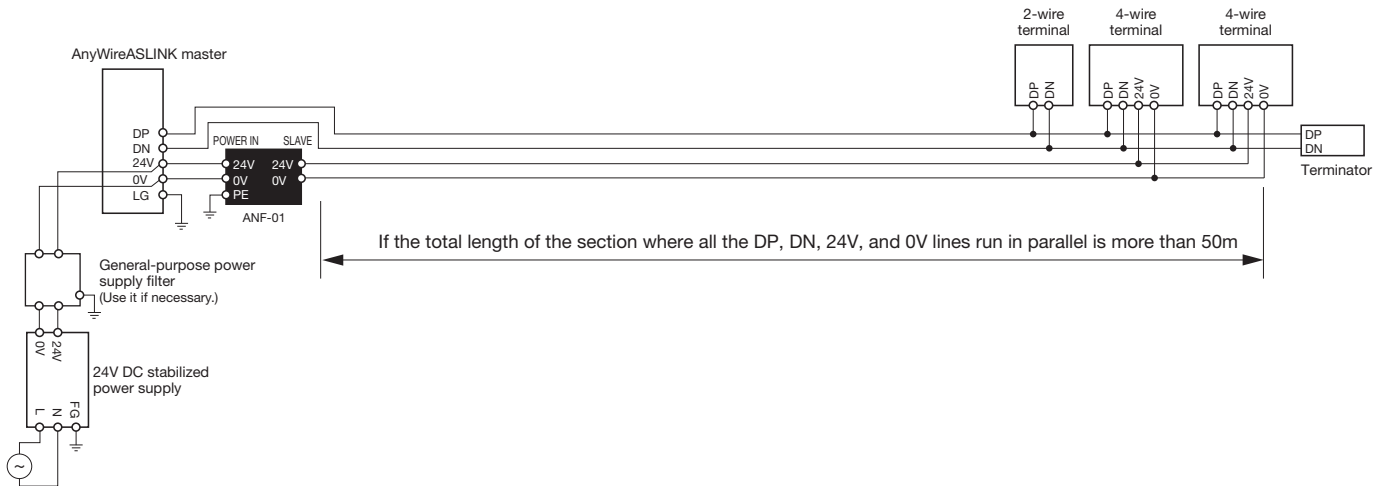 2-wire
terminal
4-wire
terminal
4-wire
terminal
AnyWireASLINK master
DP
DN
24V
0V
DP
DN
24V
0V
LG
POWER IN
SLAVE
24V
0V
PE
24V
0V
ANF-01
DP
DN
DP
DN
24V
0V
DP
DN
Terminator
If the total length of the section where all the DP, DN, 24V, and 0V lines run in parallel is more than 50m
General-purpose power
supply filter
(Use it if necessary.)
0V
24V
24V DC stabilized
power supply
L
N
FG
~